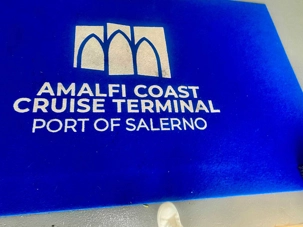 AMALFI COAST
CRUISE TERMINAL
PORT OF SALERNO